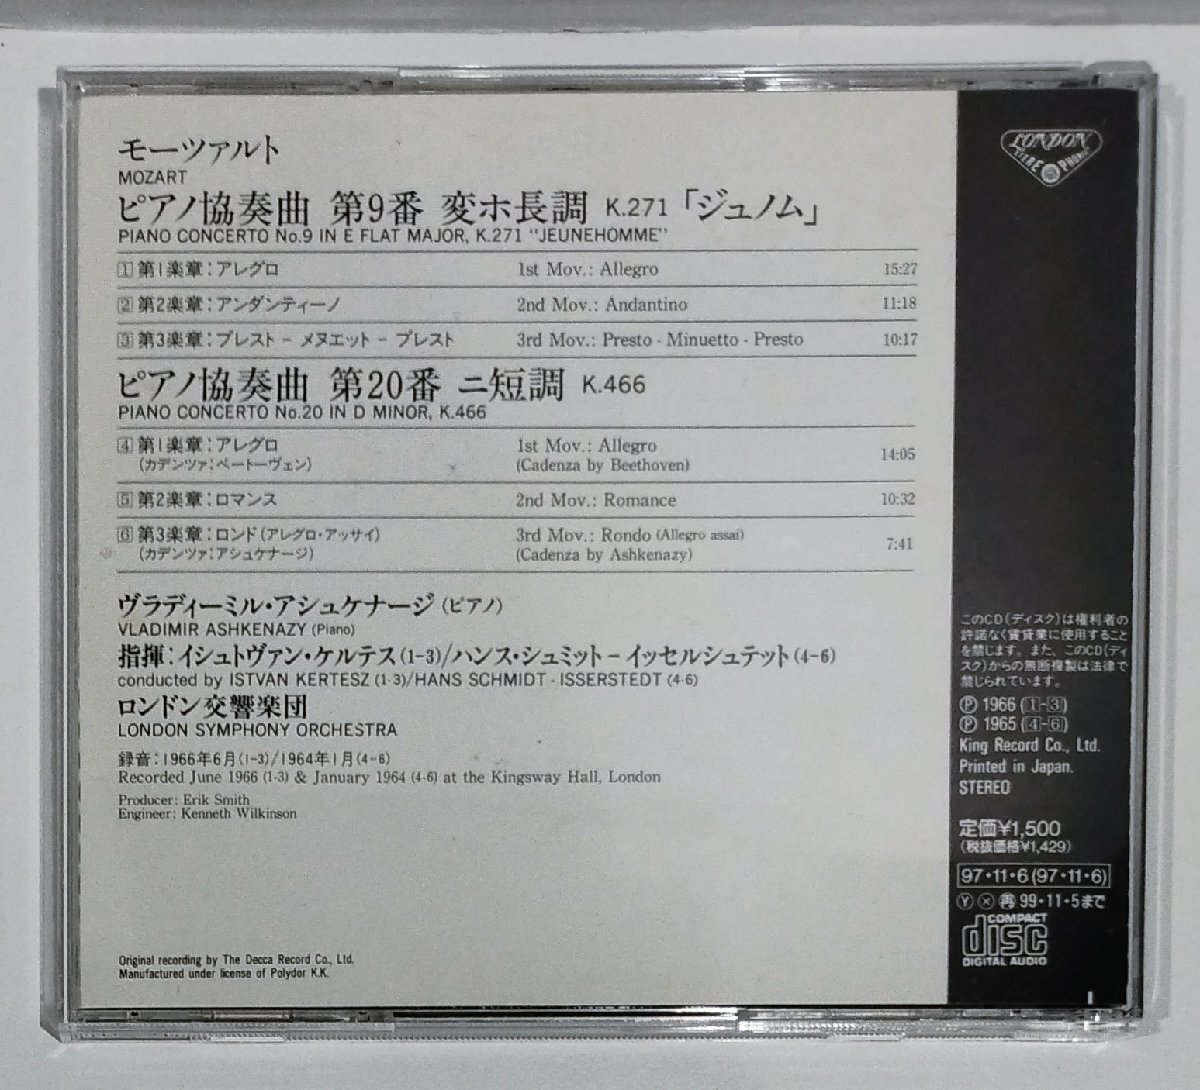 モーツァルト
MOZART
ピアノ協奏曲 第9番 変ホ長調 K.271 「ジュノム」
PIANO CONCERTO No.9 IN E FLAT MAJOR, K.271 "JEUNEHOMME"
1 第1楽章:アレグロ 1st Mov.: Allegro 15:27
2 第2楽章:アンダンティーノ 2nd Mov.: Andantino 11:18
3 第3楽章:プレスト－メヌエット－プレスト 3rd Mov.: Presto - Minuetto - Presto 10:17
ピアノ協奏曲 第20番 ニ短調 K.466
PIANO CONCERTO No.20 IN D MINOR, K.466
4 第1楽章:アレグロ 1st Mov.: Allegro 14:05
(カデンツァ:ベートーヴェン) (Cadenza by Beethoven)
5 第2楽章:ロマンス 2nd Mov.: Romance 10:32
6 第3楽章:ロンド(アレグロ・アッサイ) 3rd Mov.: Rondo (Allegro assai) 7:41
(カデンツァ:アシュケナージ) (Cadenza by Ashkenazy)
ヴラディーミル・アシュケナージ(ピアノ)
VLADIMIR ASHKENAZY (Piano)
指揮:イシュトヴァン・ケルテス(1-3)/ハンス・シュミット－イッセルシュテット(4-6)
conducted by ISTVAN KERTESZ (1-3)/HANS SCHMIDT - ISSERSTEDT (4-6)
ロンドン交響楽団
LONDON SYMPHONY ORCHESTRA
録音:1966年6月(1-3)/1964年1月(4-6)
Recorded June 1966 (1-3) & January 1964 (4-6) at the Kingsway Hall, London
Producer: Erik Smith
Engineer: Kenneth Wilkinson
Original recording by The Decca Record Co., Ltd.
Manufactured under license of Polydor K.K.
LONDON
STEREOPHONIC
このCD(ディスク)は権利者の
許諾なく賃貸業に使用すること
を禁じます。また、このCD(ディ
スク)からの無断複製は法律で
禁じられています。
Ⓟ 1966 (1-3)
Ⓟ 1965 (4-6)
King Record Co., Ltd.
Printed in Japan.
STEREO
定価¥1,500
(税抜価格¥1,429)
97・11・6 (97・11・6)
Ⓨ ⓧ 再 99・11・5まで
COMPACT
disc
DIGITAL AUDIO